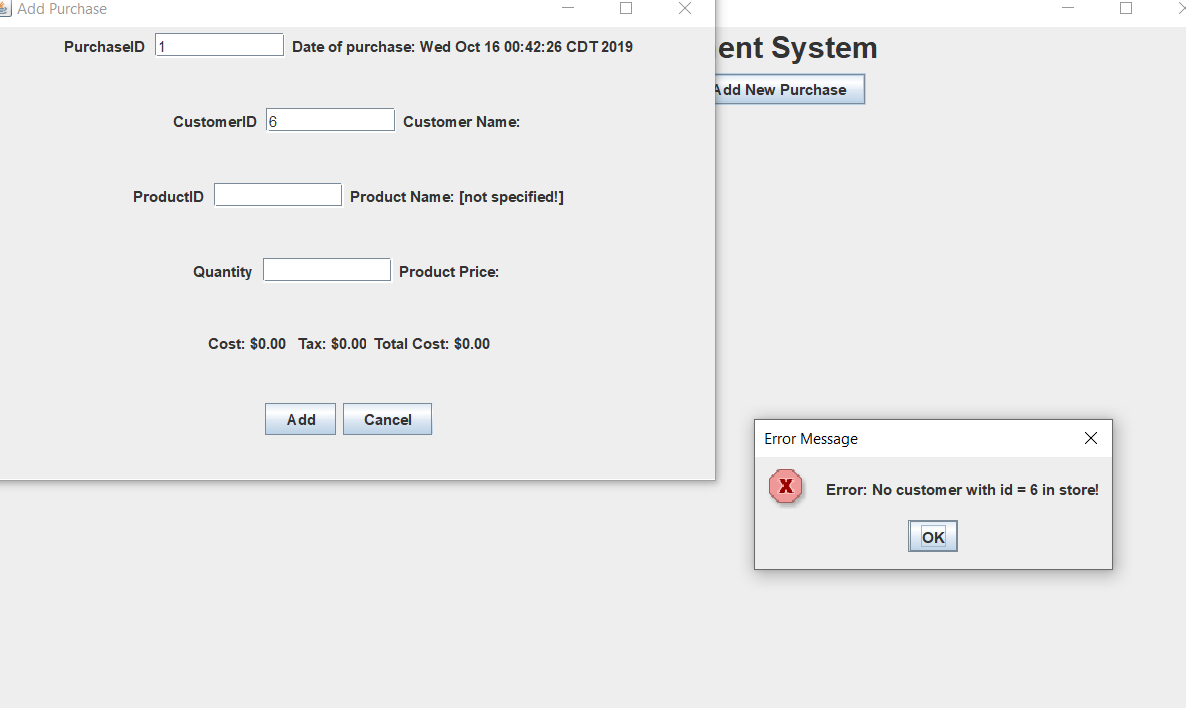 Add Purchase
PurchaseID 1 Date of purchase: Wed Oct 16 00:42:26 CDT 2019
ent System
Add New Purchase
CustomerID 6 Customer Name:
ProductID Product Name: [not specified!]
Quantity Product Price:
Cost: $0.00 Tax: $0.00 Total Cost: $0.00
Add Cancel
Error Message
X Error: No customer with id = 6 in store!
OK